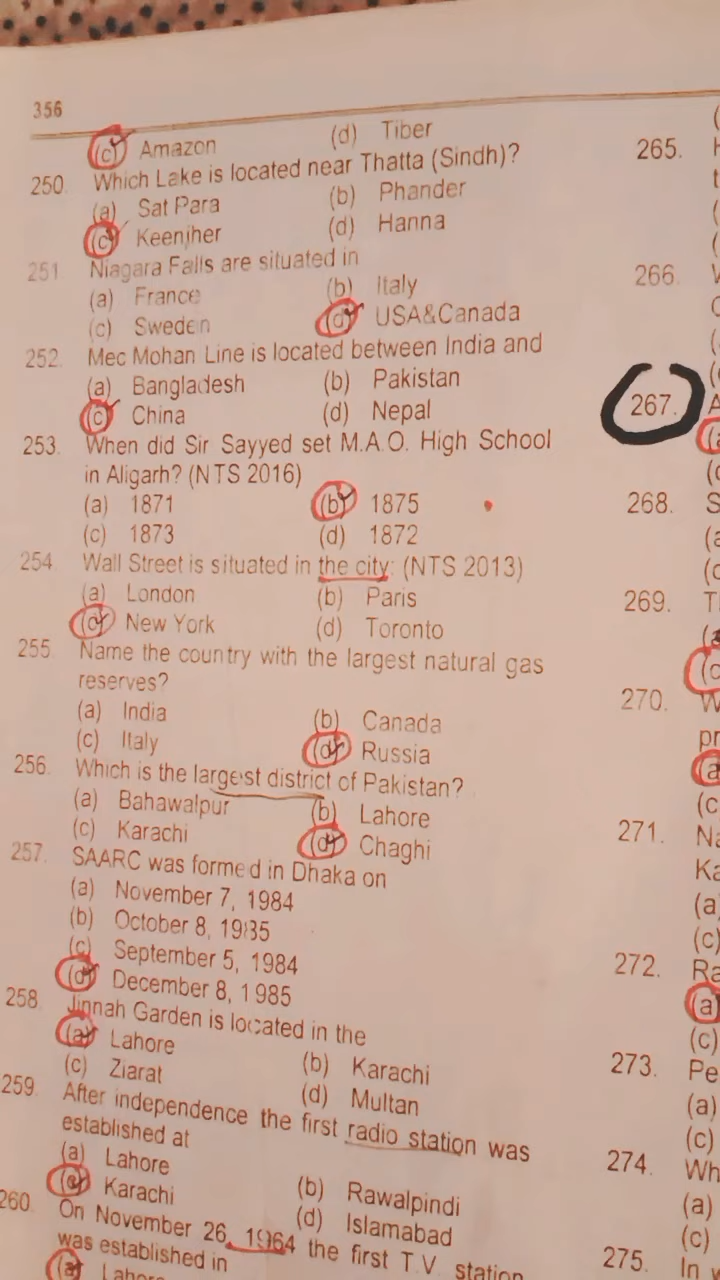 356
(c) Amazon (d) Tiber
250. Which Lake is located near Thatta (Sindh)?
(a) Sat Para (b) Phander
(c) Keenjher (d) Hanna
251 Niagara Falls are situated in
(a) France (b) Italy
(c) Sweden (d) USA&Canada
252. Mec Mohan Line is located between India and
(a) Bangladesh (b) Pakistan
(c) China (d) Nepal
253. When did Sir Sayyed set M.A.O. High School
in Aligarh? (NTS 2016)
(a) 1871 (b) 1875
(c) 1873 (d) 1872
254. Wall Street is situated in the city: (NTS 2013)
(a) London (b) Paris
(c) New York (d) Toronto
255. Name the country with the largest natural gas
reserves?
(a) India (b) Canada
(c) Italy (d) Russia
256. Which is the largest district of Pakistan?
(a) Bahawalpur (b) Lahore
(c) Karachi (d) Chaghi
257. SAARC was formed in Dhaka on
(a) November 7, 1984
(b) October 8, 1985
(c) September 5, 1984
(d) December 8, 1985
258. Jinnah Garden is located in the
(a) Lahore (b) Karachi
(c) Ziarat (d) Multan
259. After independence the first radio station was
established at
(a) Lahore (b) Rawalpindi
(c) Karachi (d) Islamabad
260. On November 26, 1964 the first T.V. station
was established in
(a) Lahore
265.
266.
267.
268.
269.
270.
271.
272.
273.
274.
275. In